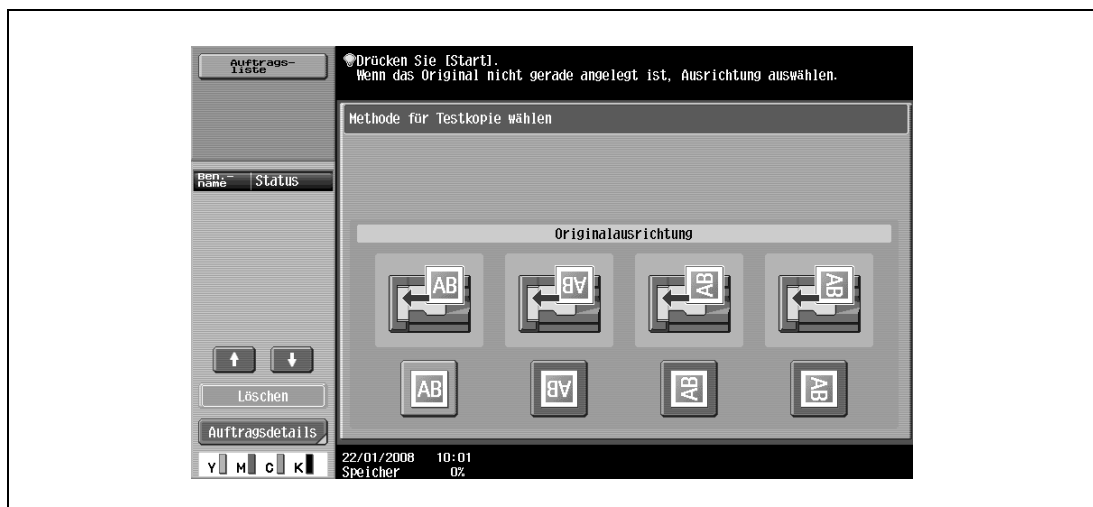 Auftrags-
liste
Drücken Sie [Start].
Wenn das Original nicht gerade angelegt ist, Ausrichtung auswählen.
Methode für Testkopie wählen
Ben.-
name Status
Originalausrichtung
AB AB AB AB
AB AB AB AB
Löschen
Auftragsdetails
Y M C K
22/01/2008 10:01
Speicher 0%